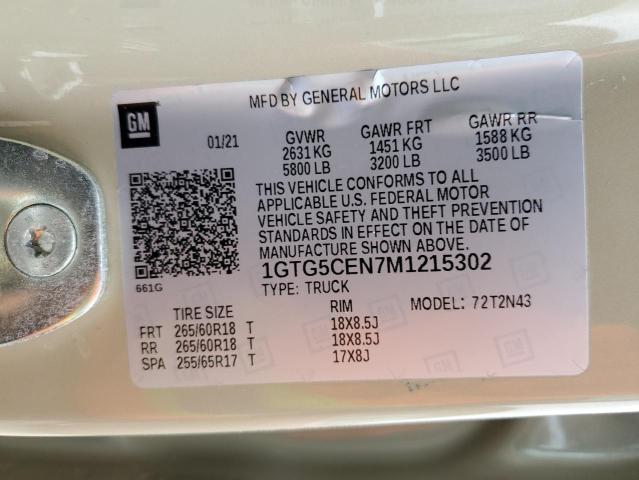 MFD BY GENERAL MOTORS LLC
GM
01/21 GVWR GAWR FRT GAWR RR
2631 KG 1451 KG 1588 KG
5800 LB 3200 LB 3500 LB
THIS VEHICLE CONFORMS TO ALL
APPLICABLE U.S. FEDERAL MOTOR
VEHICLE SAFETY AND THEFT PREVENTION
STANDARDS IN EFFECT ON THE DATE OF
MANUFACTURE SHOWN ABOVE.
661G
1GTG5CEN7M1215302
TYPE: TRUCK
TIRE SIZE RIM MODEL: 72T2N43
FRT 265/60R18 T 18X8.5J
RR 265/60R18 T 18X8.5J
SPA 255/65R17 T 17X8J